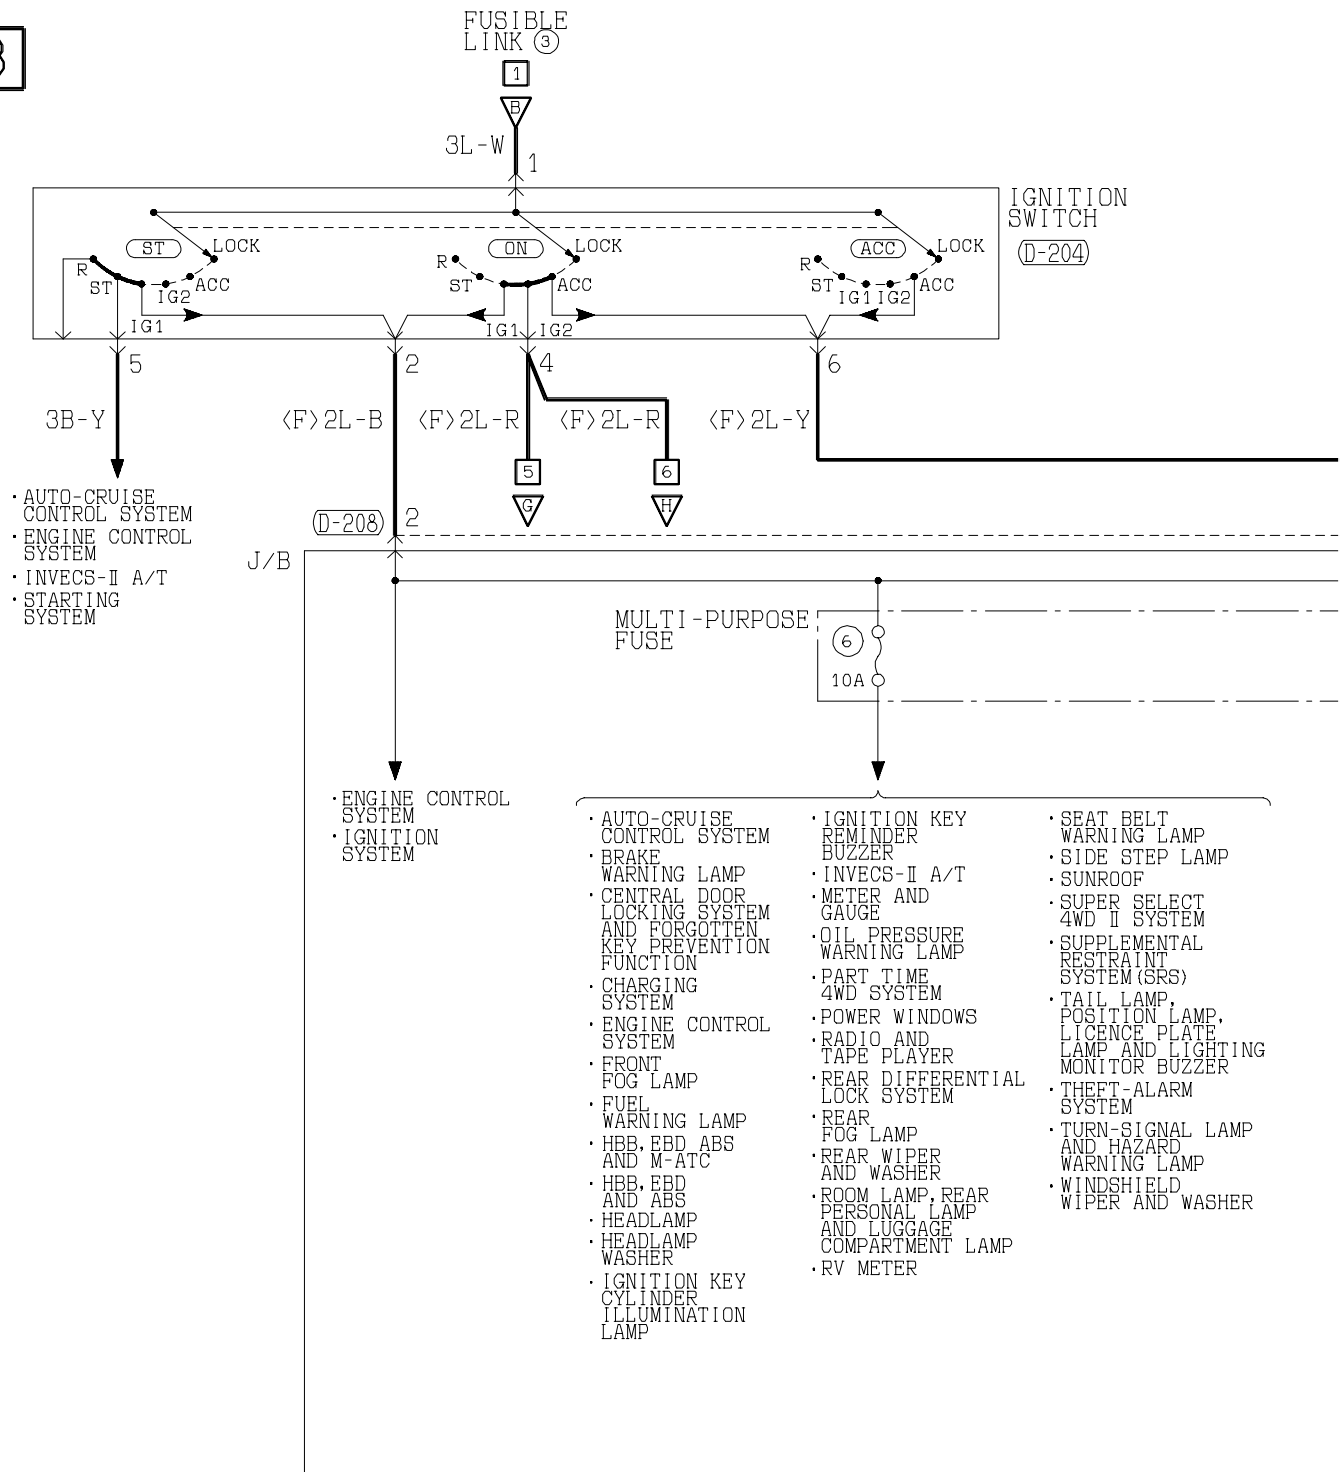 FUSIBLE
LINK ③
1
B
3L-W
1
IGNITION
SWITCH
D-204
ST
LOCK
R
ST
IG1
IG2
ACC
ON
LOCK
R
ST
IG1
IG2
ACC
ACC
LOCK
R
ST
IG1
IG2
ACC
5
2
4
6
3B-Y
<F>2L-B
<F>2L-R
<F>2L-R
<F>2L-Y
5
G
6
H
·AUTO-CRUISE
CONTROL SYSTEM
·ENGINE CONTROL
SYSTEM
·INVECS-Ⅱ A/T
·STARTING
SYSTEM
D-208
2
J/B
MULTI-PURPOSE
FUSE
6
10A
·ENGINE CONTROL
SYSTEM
·IGNITION
SYSTEM
·AUTO-CRUISE
CONTROL SYSTEM
·BRAKE
WARNING LAMP
·CENTRAL DOOR
LOCKING SYSTEM
AND FORGOTTEN
KEY PREVENTION
FUNCTION
·CHARGING
SYSTEM
·ENGINE CONTROL
SYSTEM
·FRONT
FOG LAMP
·FUEL
WARNING LAMP
·HBB,EBD ABS
AND M-ATC
·HBB,EBD
AND ABS
·HEADLAMP
·HEADLAMP
WASHER
·IGNITION KEY
CYLINDER
ILLUMINATION
LAMP
·IGNITION KEY
REMINDER
BUZZER
·INVECS-Ⅱ A/T
·METER AND
GAUGE
·OIL PRESSURE
WARNING LAMP
·PART TIME
4WD SYSTEM
·POWER WINDOWS
·RADIO AND
TAPE PLAYER
·REAR DIFFERENTIAL
LOCK SYSTEM
·REAR
FOG LAMP
·REAR WIPER
AND WASHER
·ROOM LAMP,REAR
PERSONAL LAMP
AND LUGGAGE
COMPARTMENT LAMP
·RV METER
·SEAT BELT
WARNING LAMP
·SIDE STEP LAMP
·SUNROOF
·SUPER SELECT
4WD Ⅱ SYSTEM
·SUPPLEMENTAL
RESTRAINT
SYSTEM(SRS)
·TAIL LAMP,
POSITION LAMP,
LICENCE PLATE
LAMP AND LIGHTING
MONITOR BUZZER
·THEFT-ALARM
SYSTEM
·TURN-SIGNAL LAMP
AND HAZARD
WARNING LAMP
·WINDSHIELD
WIPER AND WASHER